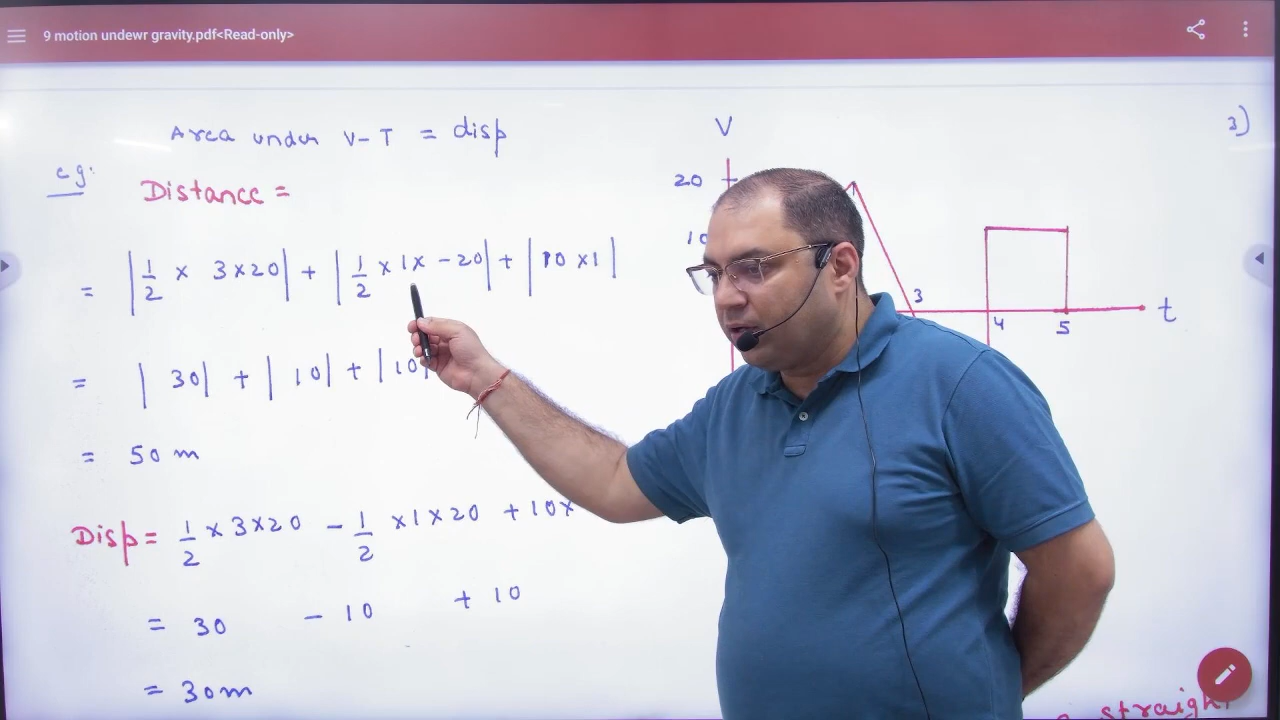 9 motion undewr gravity.pdf<Read-only>
Area under V-T = disp
e.g.
Distance =
= |1/2 × 3×20| + |1/2 ×1× -20| + |10 ×1|
= |30| + |10| + |10|
= 50 m
Disp = 1/2 ×3×20 - 1/2 ×1×20 +10×
= 30 - 10 + 10
= 30m
3)
V
20
10
3
4
5
t
straight